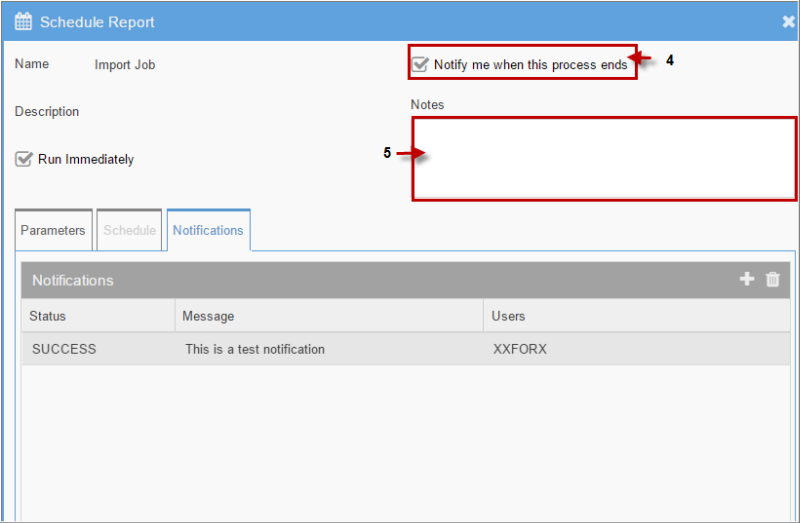 Schedule Report
Name Import Job
Notify me when this process ends 4
Description
Notes
Run Immediately
5
Parameters Schedule Notifications
Notifications
Status Message Users
SUCCESS This is a test notification XXFORX